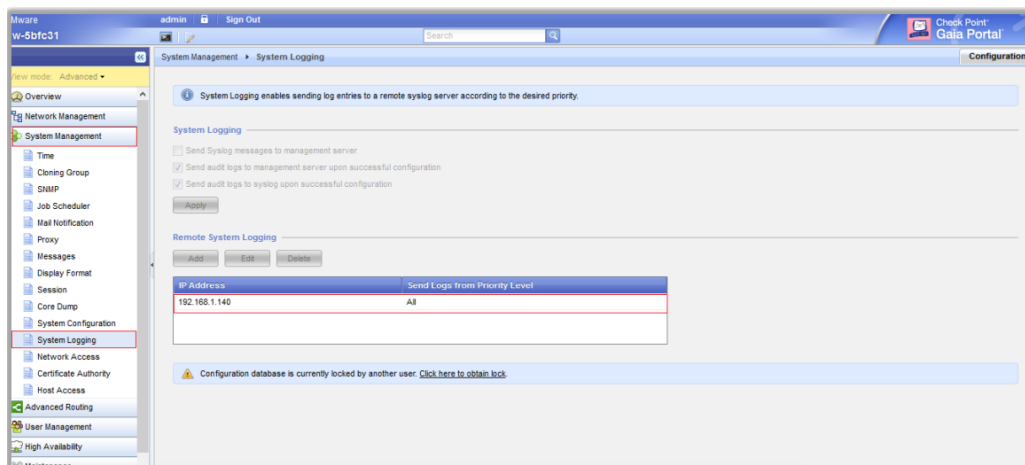 Mware
admin
Sign Out
Check Point
Gaia Portal
w-5bfc31
Search
System Management ▸ System Logging
Configuration
View mode: Advanced
Overview
Network Management
System Management
Time
Cloning Group
SNMP
Job Scheduler
Mail Notification
Proxy
Messages
Display Format
Session
Core Dump
System Configuration
System Logging
Network Access
Certificate Authority
Host Access
Advanced Routing
User Management
High Availability
System Logging enables sending log entries to a remote syslog server according to the desired priority.
System Logging
Send Syslog messages to management server
Send audit logs to management server upon successful configuration
Send audit logs to syslog upon successful configuration
Apply
Remote System Logging
Add Edit Delete
IP Address Send Logs from Priority Level
192.168.1.140 All
Configuration database is currently locked by another user. Click here to obtain lock.